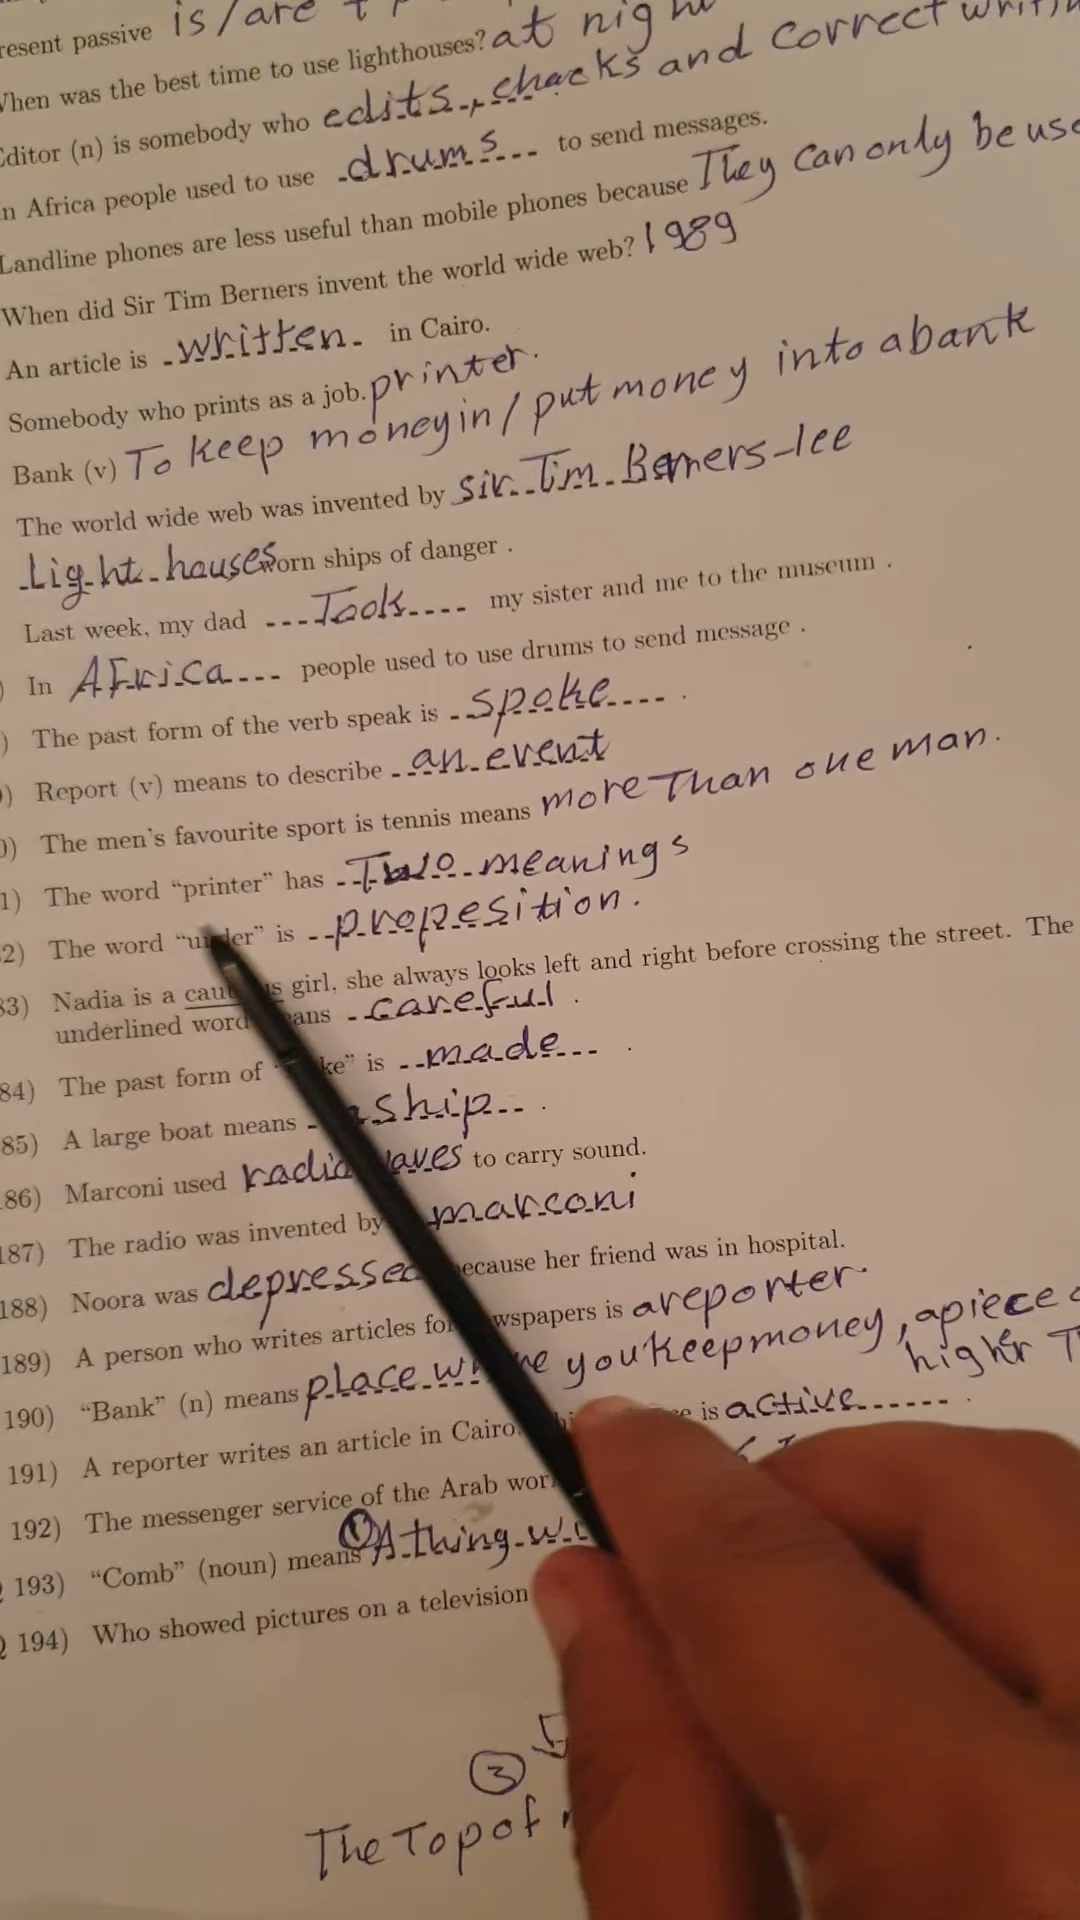 resent passive is/are
When was the best time to use lighthouses? at night
Editor (n) is somebody who edits, chacks and correct
n Africa people used to use drums to send messages.
Landline phones are less useful than mobile phones because They can only be use
When did Sir Tim Berners invent the world wide web? 1989
An article is written in Cairo.
Somebody who prints as a job. printer.
Bank (v) To keep money in / put money into a bank
The world wide web was invented by sir Tim Berners-lee
Light houses worn ships of danger .
Last week, my dad Took my sister and me to the museum .
) In AFrica people used to use drums to send message .
) The past form of the verb speak is spoke .
) Report (v) means to describe an event
0) The men's favourite sport is tennis means more Than one man.
1) The word "printer" has Two meanings
2) The word "under" is preposition.
83) Nadia is a cautious girl, she always looks left and right before crossing the street. The
underlined word means careful .
84) The past form of "make" is made .
85) A large boat means a ship .
86) Marconi used radio waves to carry sound.
187) The radio was invented by marconi
188) Noora was depressed because her friend was in hospital.
189) A person who writes articles for newspapers is a reporter.
190) "Bank" (n) means place where you keep money, a piece
higher
191) A reporter writes an article in Cairo. is active .
192) The messenger service of the Arab
193) "Comb" (noun) means ① A thing
194) Who showed pictures on a television
③
The Top of